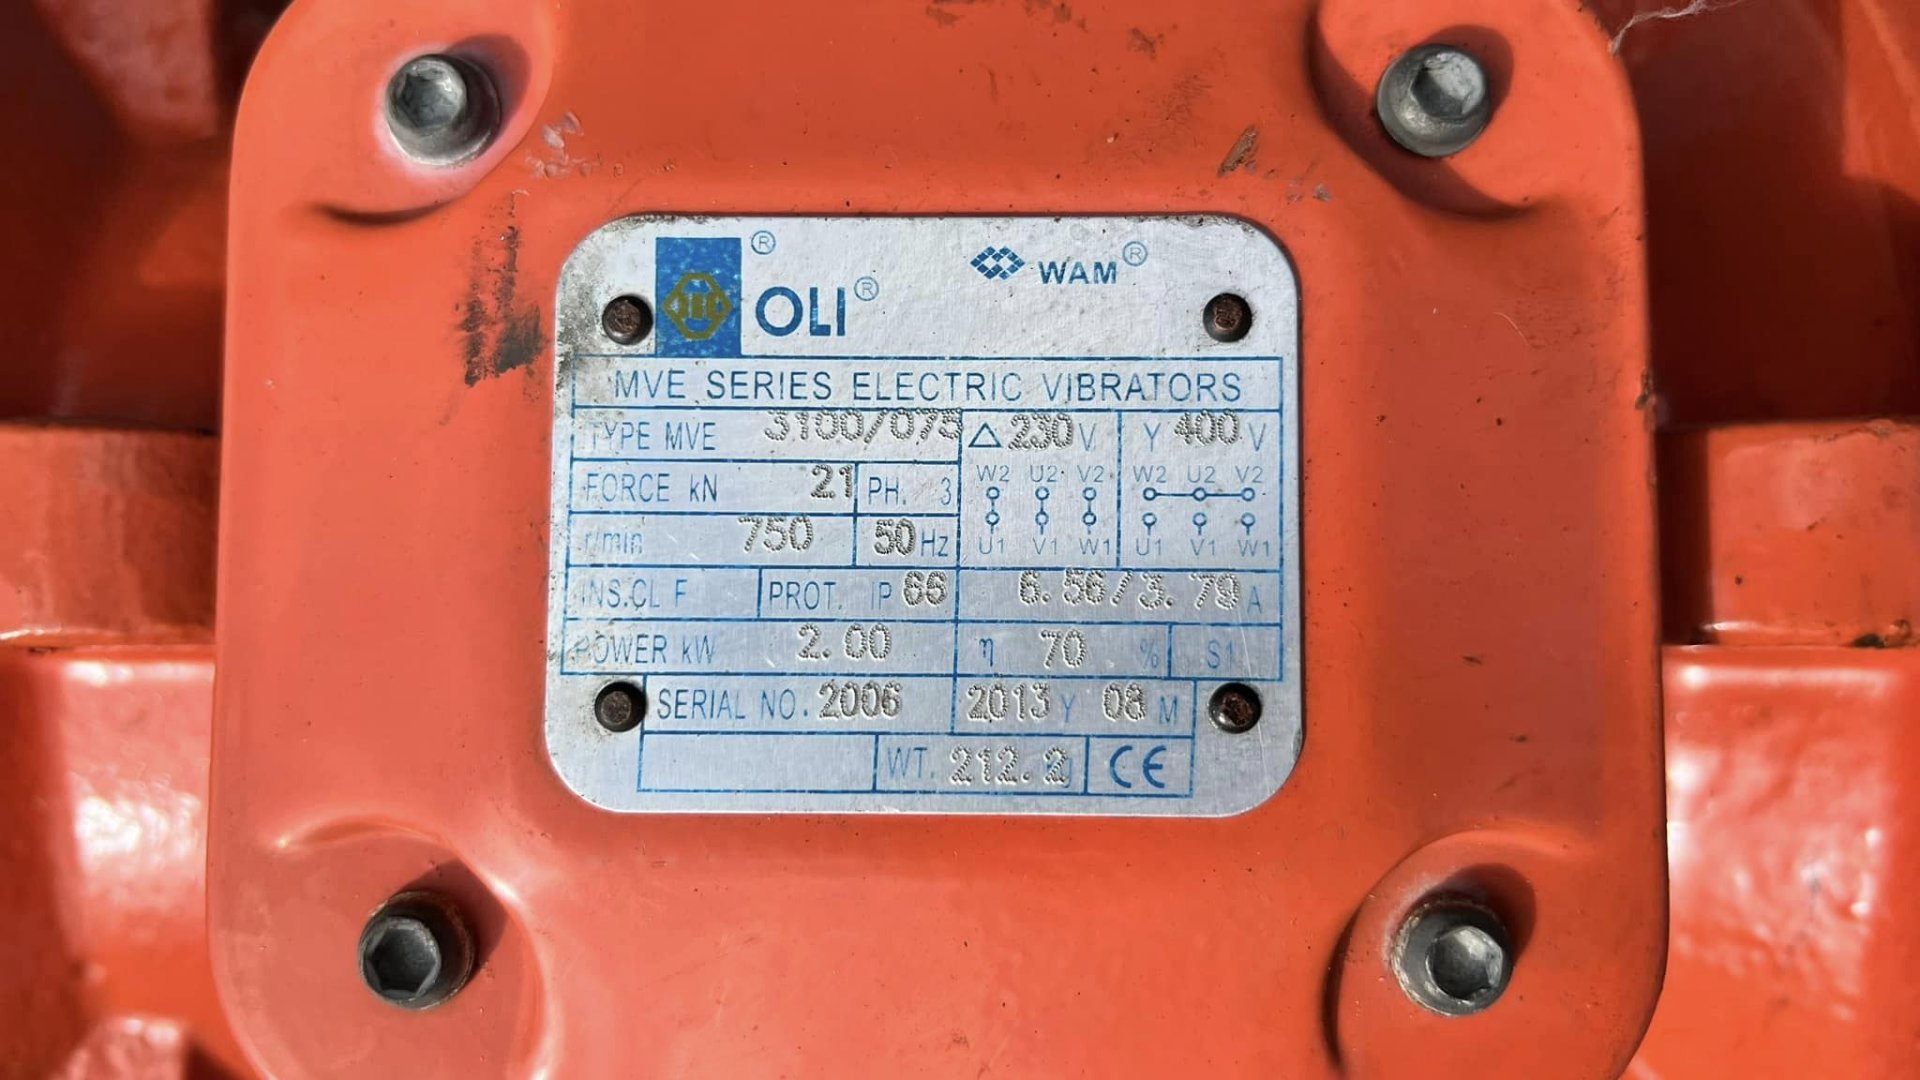 ® ® OLI WAM ®
MVE SERIES ELECTRIC VIBRATORS
TYPE MVE 3100/075 △ 230 V Y 400 V
W2 U2 V2 W2 U2 V2
FORCE kN 21 PH. 3
r/min 750 50 Hz U1 V1 W1 U1 V1 W1
INS.CL F PROT. IP 66 6.56/3.79 A
POWER kW 2.00 η 70 % S1
SERIAL NO. 2006 2013 Y 08 M
WT. 212.2 CE